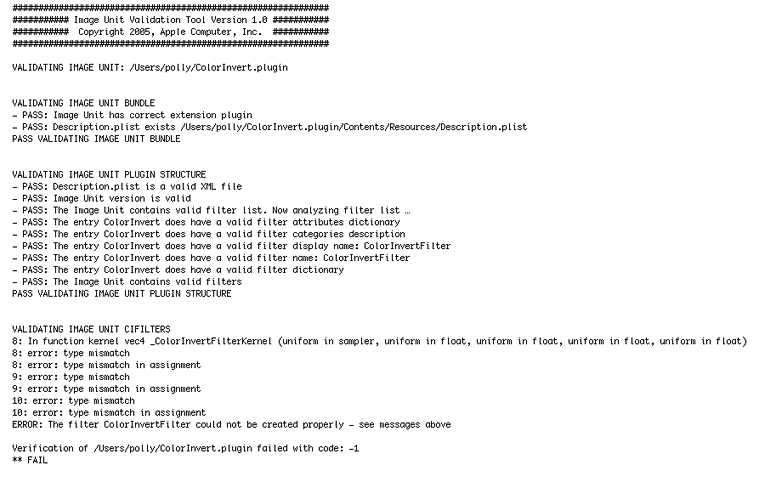 #######################################################
########### Image Unit Validation Tool Version 1.0 ###########
########### Copyright 2005, Apple Computer, Inc. ###########
#######################################################
VALIDATING IMAGE UNIT: /Users/polly/ColorInvert.plugin
VALIDATING IMAGE UNIT BUNDLE
- PASS: Image Unit has correct extension plugin
- PASS: Description.plist exists /Users/polly/ColorInvert.plugin/Contents/Resources/Description.plist
PASS VALIDATING IMAGE UNIT BUNDLE
VALIDATING IMAGE UNIT PLUGIN STRUCTURE
- PASS: Description.plist is a valid XML file
- PASS: Image Unit version is valid
- PASS: The Image Unit contains valid filter list. Now analyzing filter list …
- PASS: The entry ColorInvert does have a valid filter attributes dictionary
- PASS: The entry ColorInvert does have a valid filter categories description
- PASS: The entry ColorInvert does have a valid filter display name: ColorInvertFilter
- PASS: The entry ColorInvert does have a valid filter name: ColorInvertFilter
- PASS: The entry ColorInvert does have a valid filter dictionary
- PASS: The Image Unit contains valid filters
PASS VALIDATING IMAGE UNIT PLUGIN STRUCTURE
VALIDATING IMAGE UNIT CIFILTERS
8: In function kernel vec4 _ColorInvertFilterKernel (uniform in sampler, uniform in float, uniform in float, uniform in float, uniform in float)
8: error: type mismatch
8: error: type mismatch in assignment
9: error: type mismatch
9: error: type mismatch in assignment
10: error: type mismatch
10: error: type mismatch in assignment
ERROR: The filter ColorInvertFilter could not be created properly - see messages above
Verification of /Users/polly/ColorInvert.plugin failed with code: -1
** FAIL